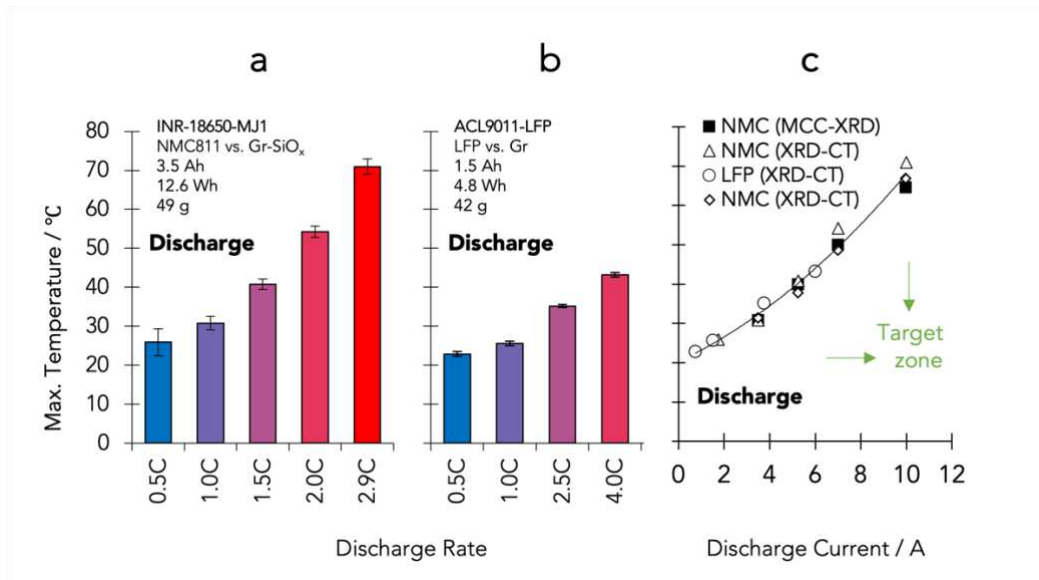 a
b
c
80
70
60
50
40
30
20
10
0
Max. Temperature / °C
INR-18650-MJ1
NMC811 vs. Gr-SiOₓ
3.5 Ah
12.6 Wh
49 g
Discharge
0.5C
1.0C
1.5C
2.0C
2.9C
ACL9011-LFP
LFP vs. Gr
1.5 Ah
4.8 Wh
42 g
Discharge
0.5C
1.0C
2.5C
4.0C
Discharge Rate
NMC (MCC-XRD)
NMC (XRD-CT)
LFP (XRD-CT)
NMC (XRD-CT)
Target
zone
Discharge
0 2 4 6 8 10 12
Discharge Current / A